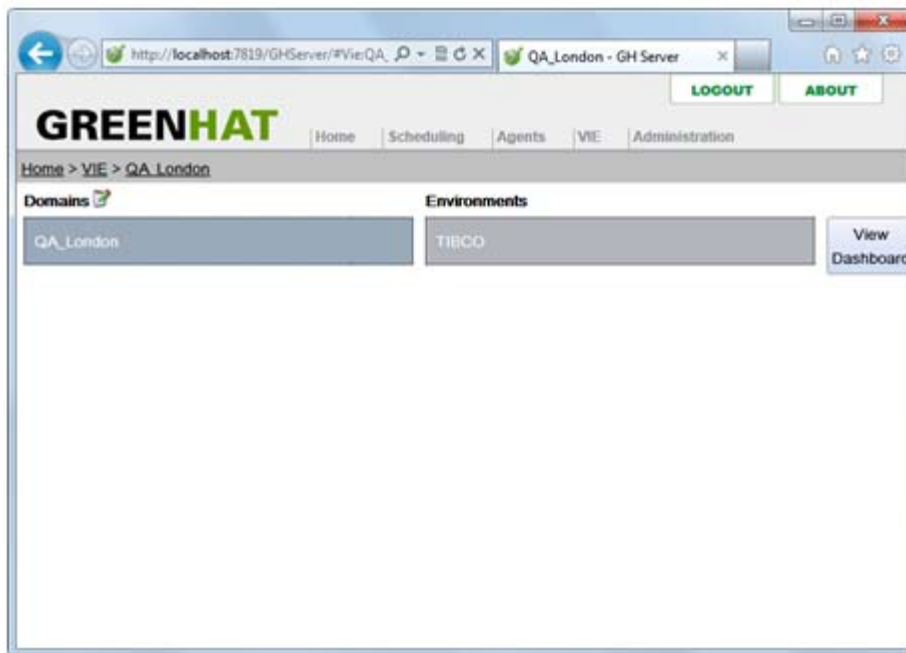 http://localhost:7819/GHServer/#Vie:QA_
QA_London - GH Server
LOGOUT ABOUT
GREENHAT
Home Scheduling Agents VIE Administration
Home > VIE > QA_London
Domains Environments
QA_London TIBCO View
Dashboard